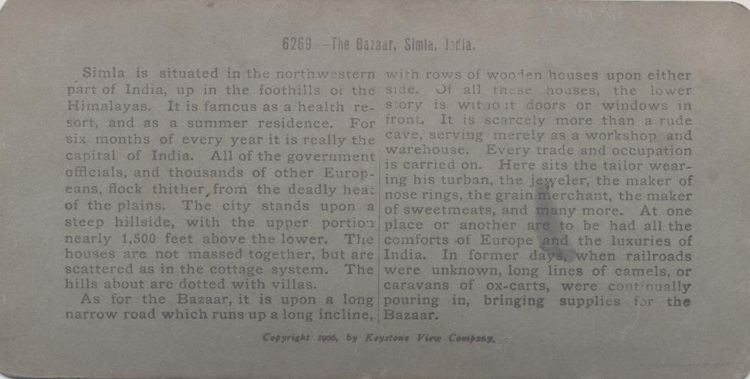 6269—The Bazaar, Simla, India.
Simla is situated in the northwestern
part of India, up in the foothills of the
Himalayas. It is famous as a health re-
sort, and as a summer residence. For
six months of every year it is really the
capital of India. All of the government
officials, and thousands of other Europ-
eans, flock thither, from the deadly heat
of the plains. The city stands upon a
steep hillside, with the upper portion
nearly 1,500 feet above the lower. The
houses are not massed together, but are
scattered as in the cottage system. The
hills about are dotted with villas.
As for the Bazaar, it is upon a long
narrow road which runs up a long incline,
with rows of wooden houses upon either
side. Of all these houses, the lower
story is without doors or windows in
front. It is scarcely more than a rude
cave, serving merely as a workshop and
warehouse. Every trade and occupation
is carried on. Here sits the tailor wear-
ing his turban, the jeweler, the maker of
nose rings, the grain merchant, the maker
of sweetmeats, and many more. At one
place or another are to be had all the
comforts of Europe and the luxuries of
India. In former days, when railroads
were unknown, long lines of camels, or
caravans of ox-carts, were continually
pouring in, bringing supplies for the
Bazaar.
Copyright 1906, by Keystone View Company.